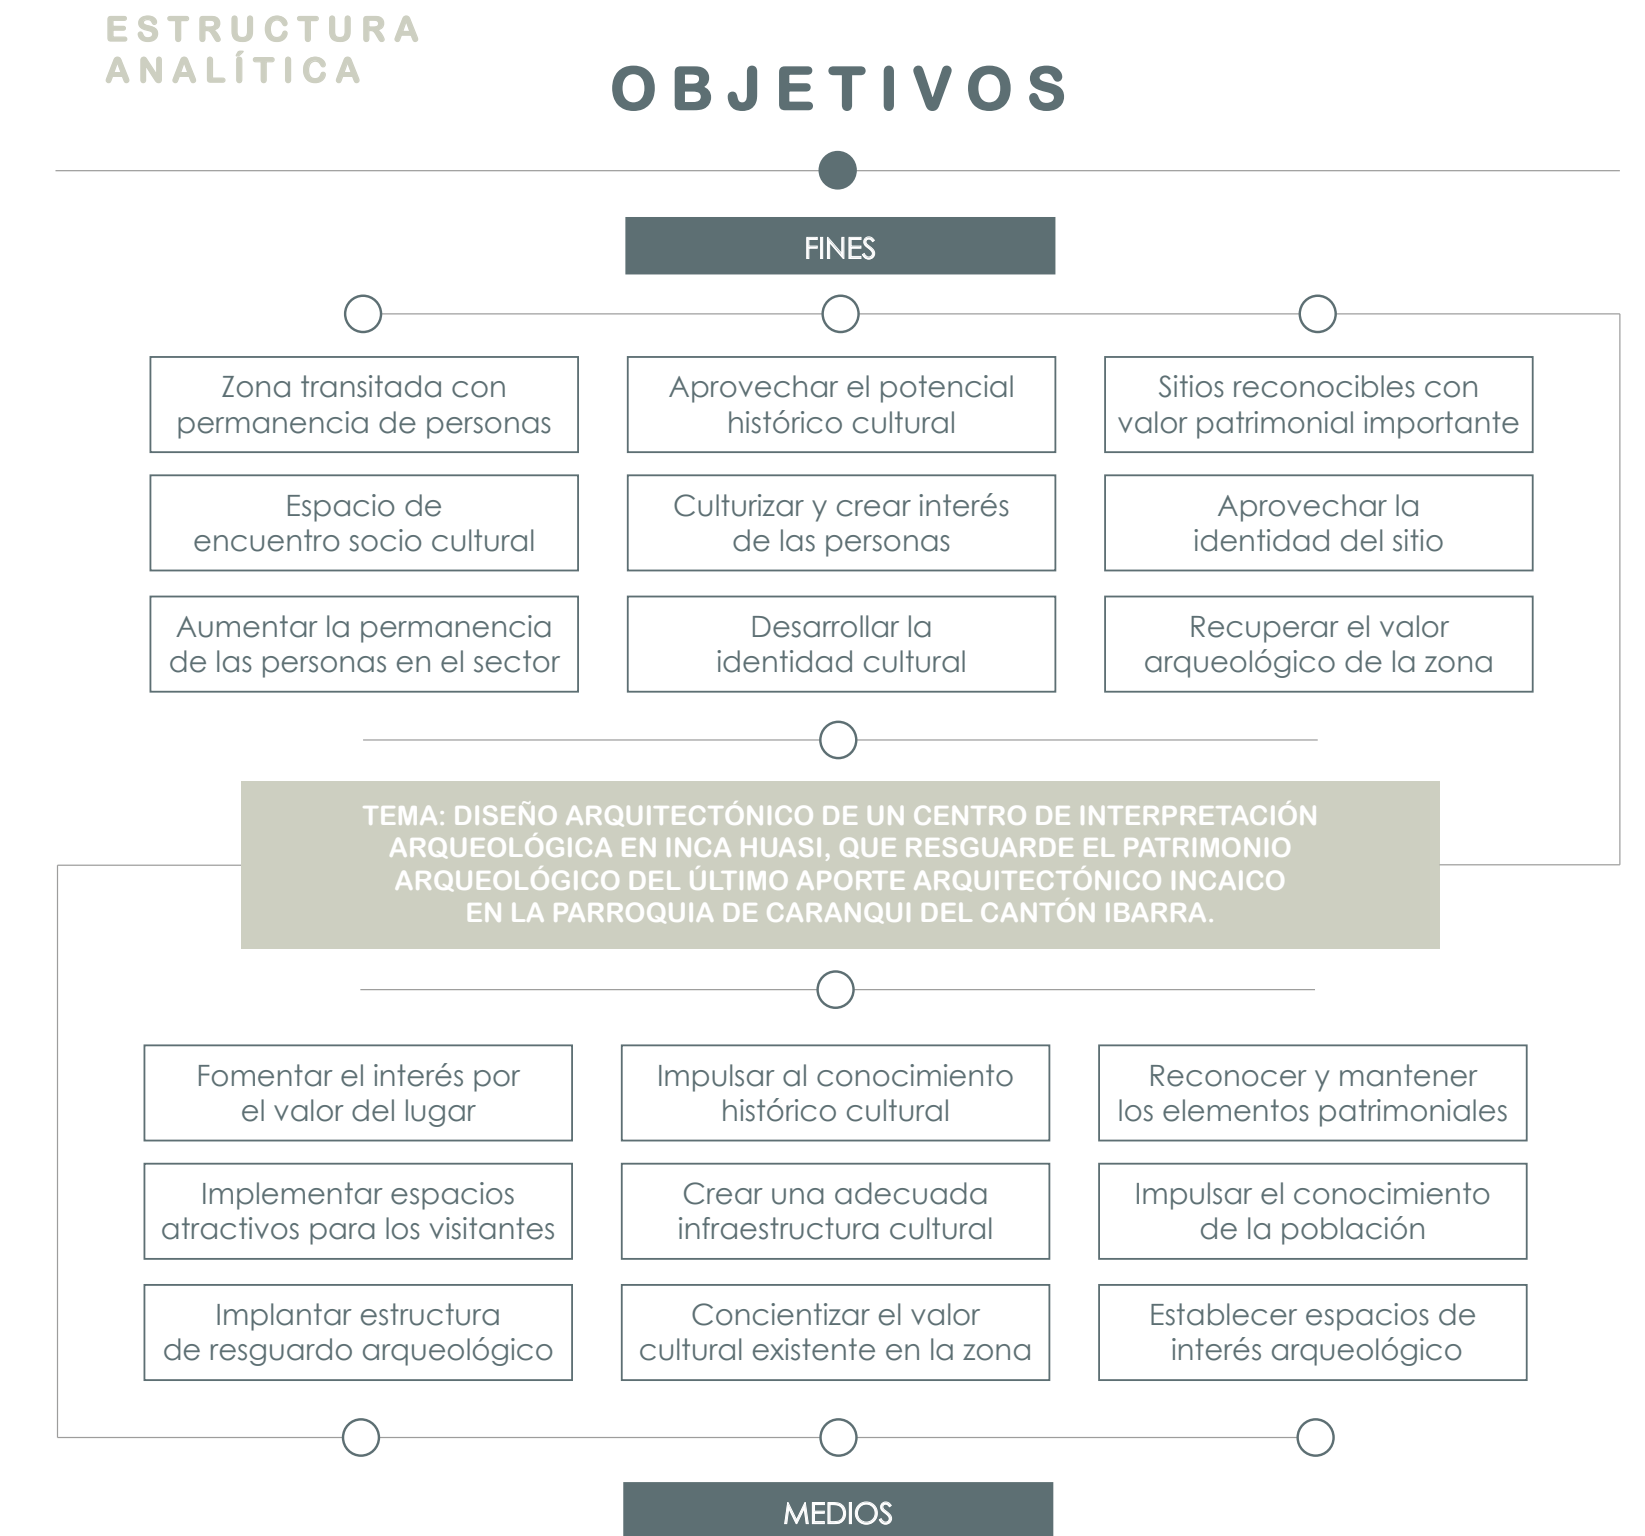 ESTRUCTURA
ANALÍTICA
OBJETIVOS
FINES
Zona transitada con
permanencia de personas
Aprovechar el potencial
histórico cultural
Sitios reconocibles con
valor patrimonial importante
Espacio de
encuentro socio cultural
Culturizar y crear interés
de las personas
Aprovechar la
identidad del sitio
Aumentar la permanencia
de las personas en el sector
Desarrollar la
identidad cultural
Recuperar el valor
arqueológico de la zona
TEMA: DISEÑO ARQUITECTÓNICO DE UN CENTRO DE INTERPRETACIÓN
ARQUEOLÓGICA EN INCA HUASI, QUE RESGUARDE EL PATRIMONIO
ARQUEOLÓGICO DEL ÚLTIMO APORTE ARQUITECTÓNICO INCAICO
EN LA PARROQUIA DE CARANQUI DEL CANTÓN IBARRA.
Fomentar el interés por
el valor del lugar
Impulsar al conocimiento
histórico cultural
Reconocer y mantener
los elementos patrimoniales
Implementar espacios
atractivos para los visitantes
Crear una adecuada
infraestructura cultural
Impulsar el conocimiento
de la población
Implantar estructura
de resguardo arqueológico
Concientizar el valor
cultural existente en la zona
Establecer espacios de
interés arqueológico
MEDIOS